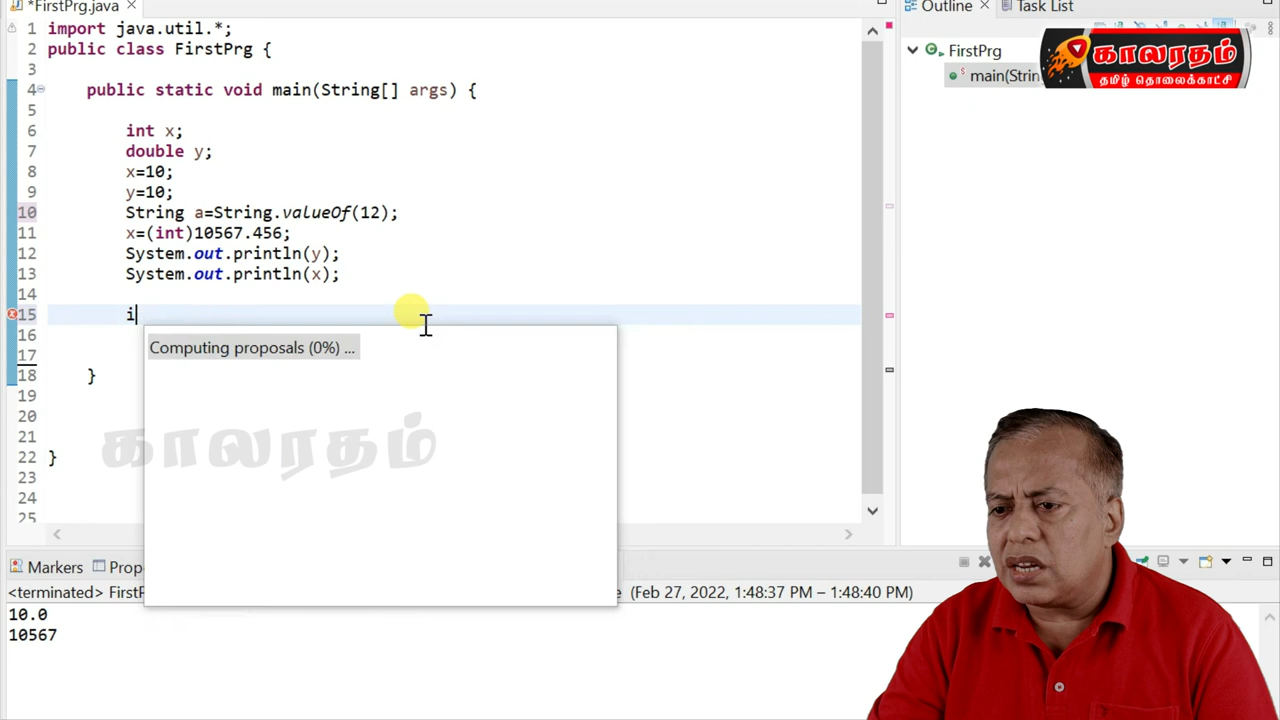 *FirstPrg.java
Outline
Task List
1 import java.util.*;
2 public class FirstPrg {
3
4 public static void main(String[] args) {
5
6 int x;
7 double y;
8 x=10;
9 y=10;
10 String a=String.valueOf(12);
11 x=(int)10567.456;
12 System.out.println(y);
13 System.out.println(x);
14
15 i
16
17
18 }
19
20
21
22 }
23
24
25
Computing proposals (0%) ...
காலரதம்
FirstPrg
main(Strin
காலரதம்
தமிழ் தொலைக்காட்சி
Markers
Prop
<terminated> FirstP
(Feb 27, 2022, 1:48:37 PM – 1:48:40 PM)
10.0
10567